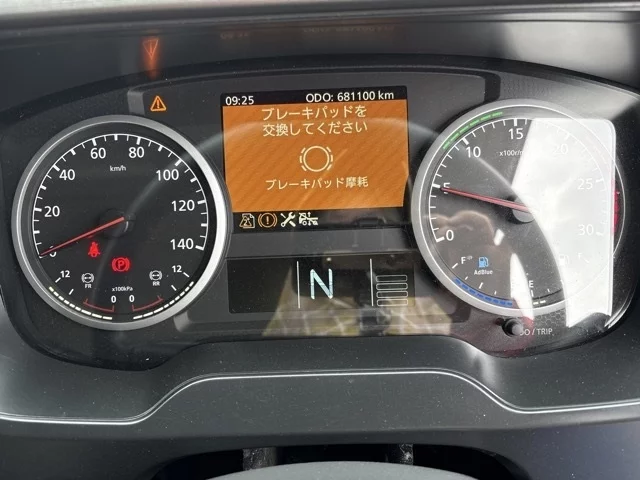 09:25 ODO: 681100 km
ブレーキパッドを
交換してください
ブレーキパッド摩耗
0 20 40 60 80 100 120 140
km/h
P
12 FR 0 x100kPa 0 RR 12
N
0 5 10 15 20 25 30
x100r/m
F AdBlue E
F
O / TRIP